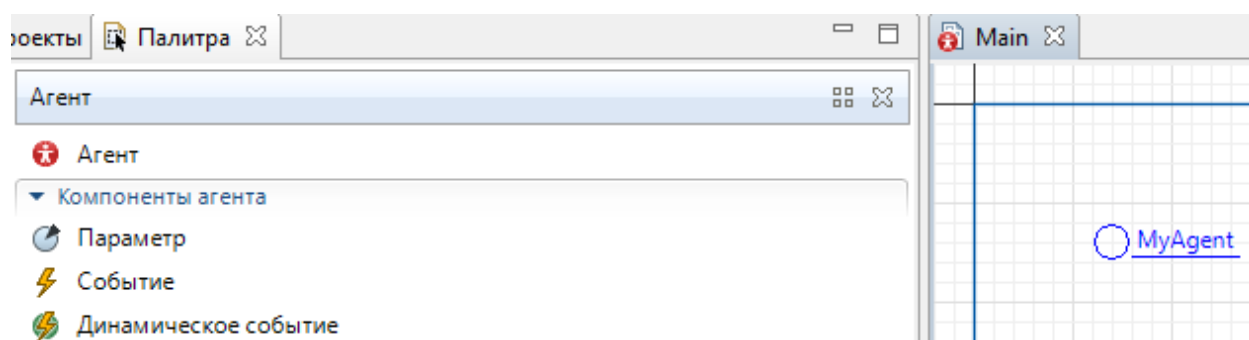 роекты Палитра
Main
Агент
Агент
Компоненты агента
Параметр
MyAgent
Событие
Динамическое событие